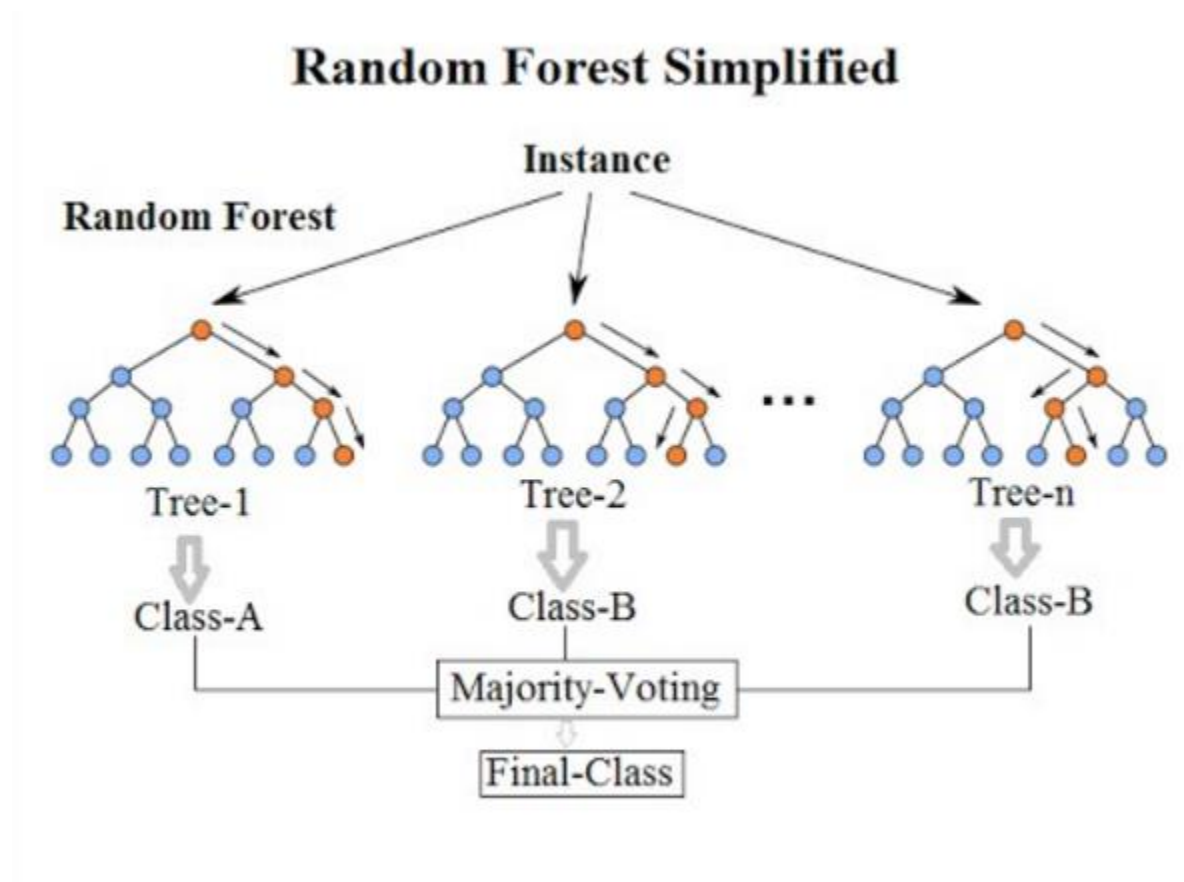 Random Forest Simplified
Instance
Random Forest
...
Tree-1
Tree-2
Tree-n
Class-A
Class-B
Class-B
Majority-Voting
Final-Class